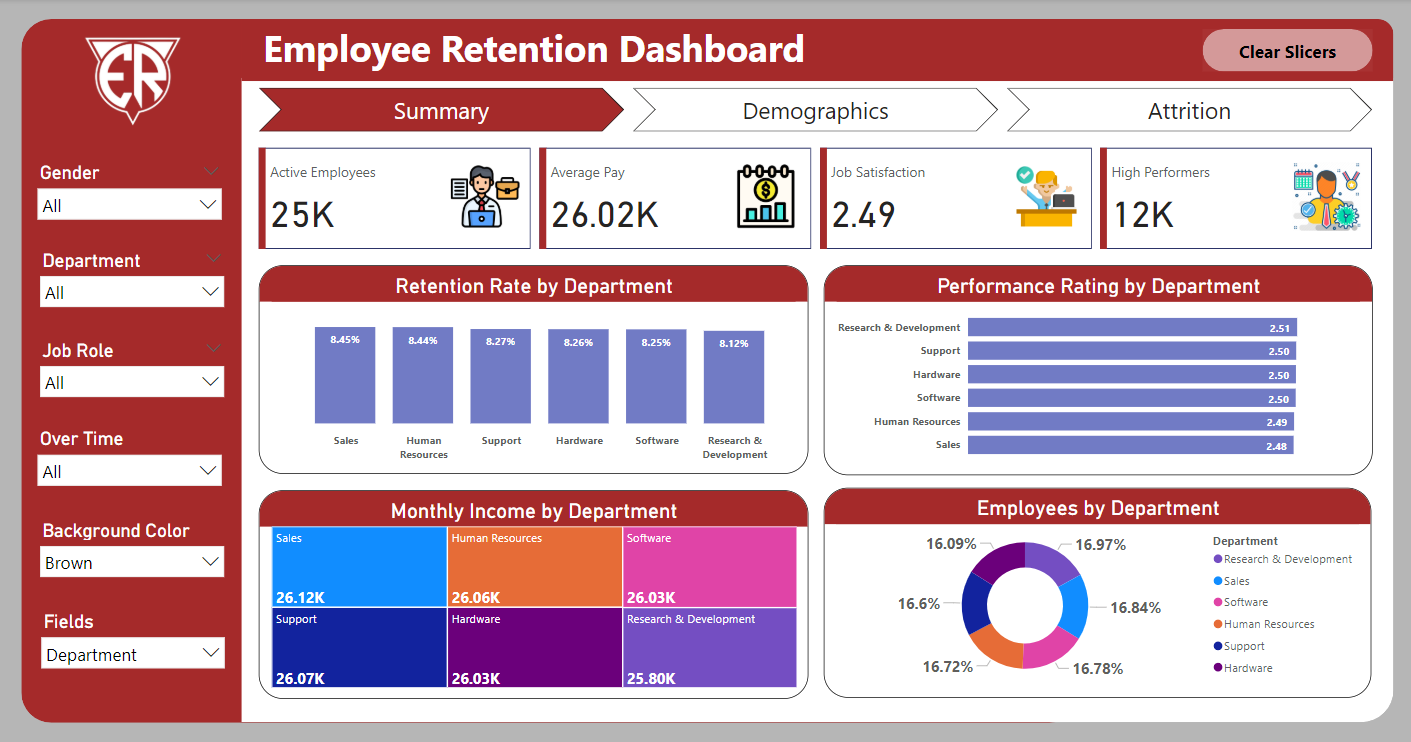 ER
Employee Retention Dashboard
Clear Slicers
Summary
Demographics
Attrition
Gender
All
Department
All
Job Role
All
Over Time
All
Background Color
Brown
Fields
Department
Active Employees
25K
Average Pay
26.02K
Job Satisfaction
2.49
High Performers
12K
Retention Rate by Department
8.45%
8.44%
8.27%
8.26%
8.25%
8.12%
Sales
Human
Resources
Support
Hardware
Software
Research &
Development
Performance Rating by Department
Research & Development
2.51
Support
2.50
Hardware
2.50
Software
2.50
Human Resources
2.49
Sales
2.48
Monthly Income by Department
Sales
26.12K
Human Resources
26.06K
Software
26.03K
Support
26.07K
Hardware
26.03K
Research & Development
25.80K
Employees by Department
16.09%
16.97%
16.6%
16.84%
16.72%
16.78%
Department
Research & Development
Sales
Software
Human Resources
Support
Hardware